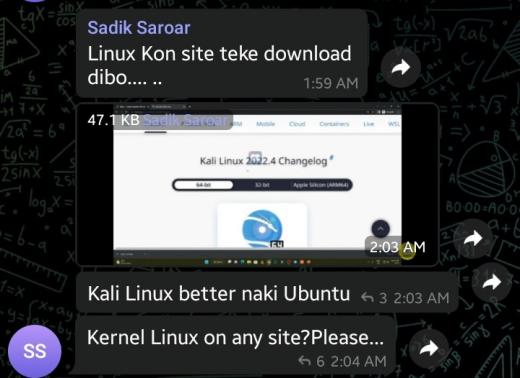 Sadik Saroar
Linux Kon site teke download
dibo.... ..
1:59 AM
47.1 KB Sadik Saroar
ARM Mobile Cloud Containers Live WSL
Kali Linux 2022.4 Changelog
64-bit 32-bit Apple Silicon (ARM64)
2:03 AM
Kali Linux better naki Ubuntu 3 2:03 AM
Kernel Linux on any site?Please...
SS
6 2:04 AM